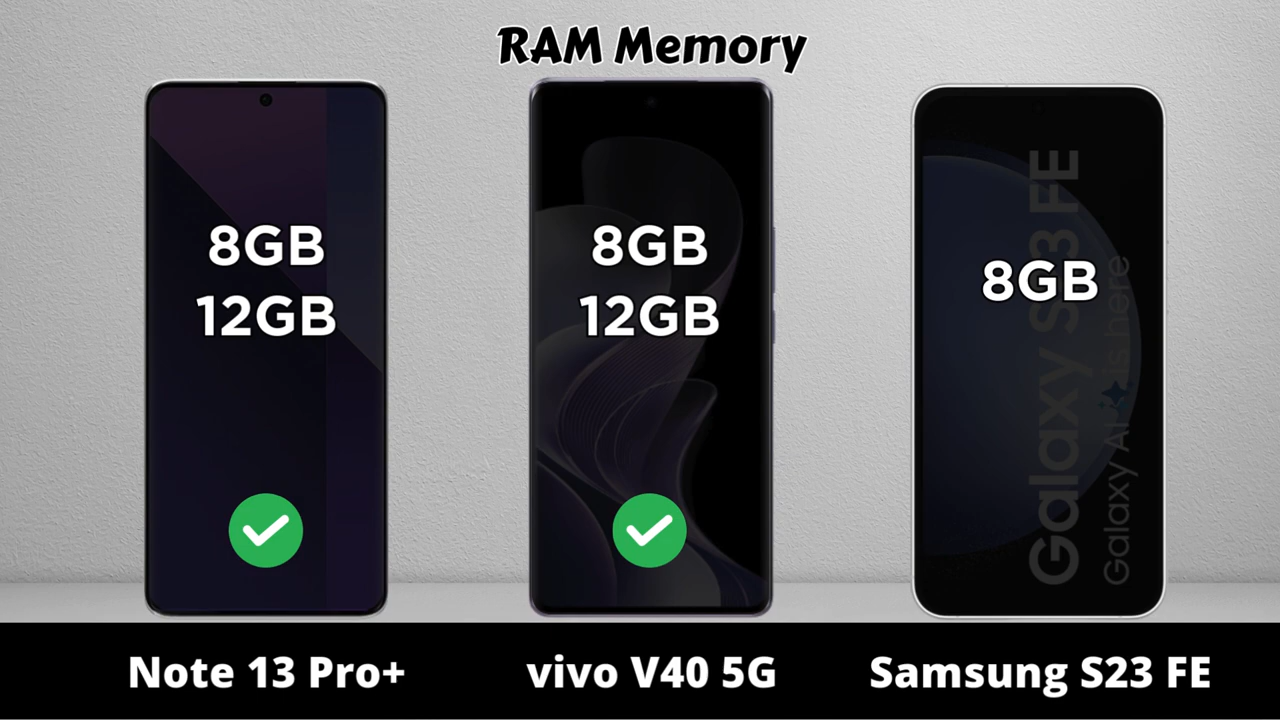 RAM Memory
8GB
12GB
8GB
12GB
8GB
Galaxy S23 FE
Galaxy AI is here
Note 13 Pro+
vivo V40 5G
Samsung S23 FE